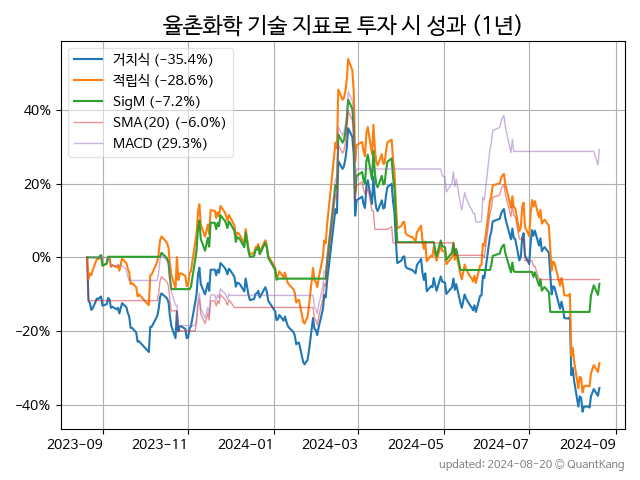 율촌화학 기술 지표로 투자 시 성과 (1년)
거치식 (-35.4%)
적립식 (-28.6%)
SigM (-7.2%)
SMA(20) (-6.0%)
MACD (29.3%)
40%
20%
0%
-20%
-40%
2023-09 2023-11 2024-01 2024-03 2024-05 2024-07 2024-09
updated: 2024-08-20 © QuantKang